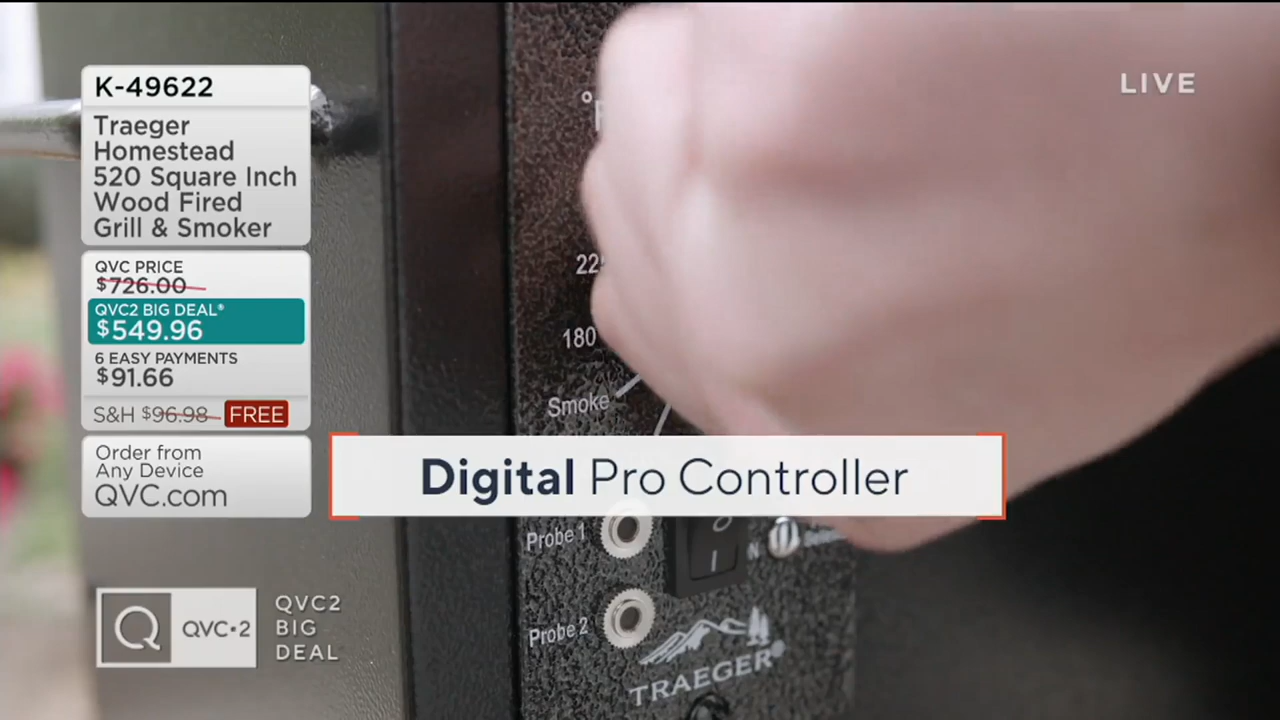 K-49622
Traeger
Homestead
520 Square Inch
Wood Fired
Grill & Smoker
QVC PRICE
$726.00
QVC2 BIG DEAL®
$549.96
6 EASY PAYMENTS
$91.66
S&H $96.98 FREE
Order from
Any Device
QVC.com
LIVE
°F
180
Smoke
Digital Pro Controller
Probe 1
Probe 2
TRAEGER®
Q QVC•2
QVC2
BIG
DEAL